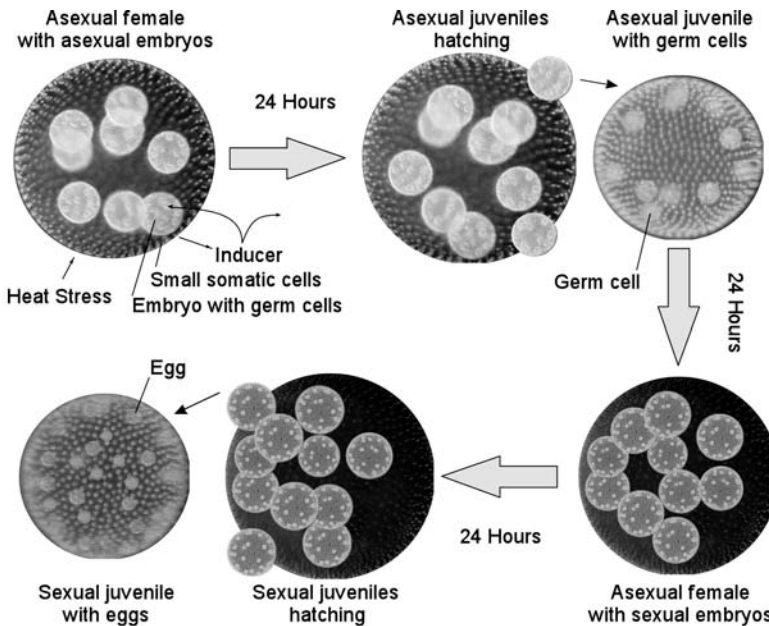 Asexual female
with asexual embryos
Asexual juveniles
hatching
Asexual juvenile
with germ cells
24 Hours
Inducer
Small somatic cells
Heat Stress
Embryo with germ cells
Germ cell
24 Hours
Egg
24 Hours
Sexual juvenile
with eggs
Sexual juveniles
hatching
Asexual female
with sexual embryos